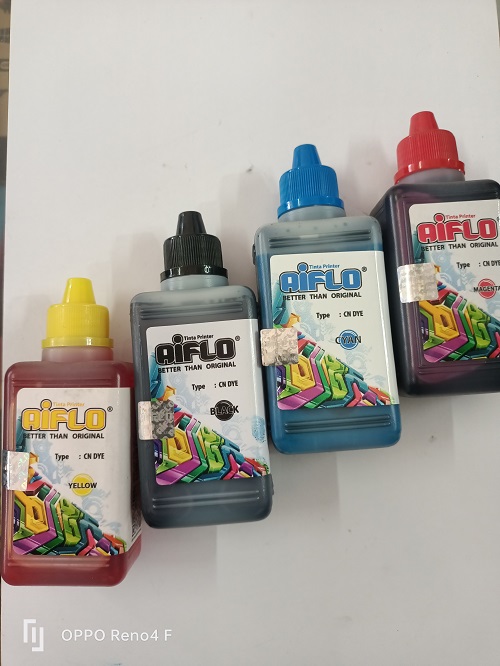 Tinta Printer
AiFLO®
BETTER THAN ORIGINAL
Type : CN DYE
YELLOW
Tinta Printer
AiFLO®
BETTER THAN ORIGINAL
Type : CN DYE
BLACK
Tinta Printer
AiFLO®
BETTER THAN ORIGINAL
Type : CN DYE
CYAN
Tinta Printer
AiFLO®
BETTER THAN ORIGINAL
Type : CN DYE
MAGENTA
OPPO Reno4 F